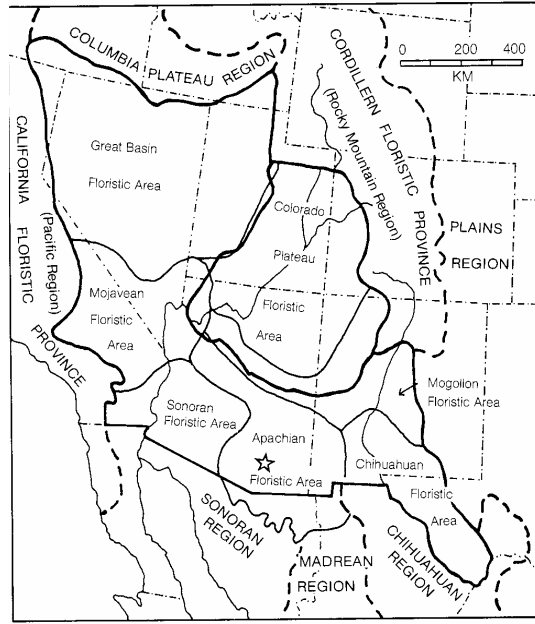 COLUMBIA PLATEAU REGION
CORDILLERN FLORISTIC PROVINCE
(Rocky Mountain Region)
0 200 400
KM
CALIFORNIA FLORISTIC PROVINCE
(Pacific Region)
Great Basin
Floristic Area
Colorado
Plateau
Floristic
Area
PLAINS
REGION
Mojavean
Floristic
Area
Mogollon
Floristic Area
Sonoran
Floristic Area
Apachian
Floristic Area
Chihuahuan
Floristic
Area
SONORAN
REGION
MADREAN
REGION
CHIHUAHUAN
REGION